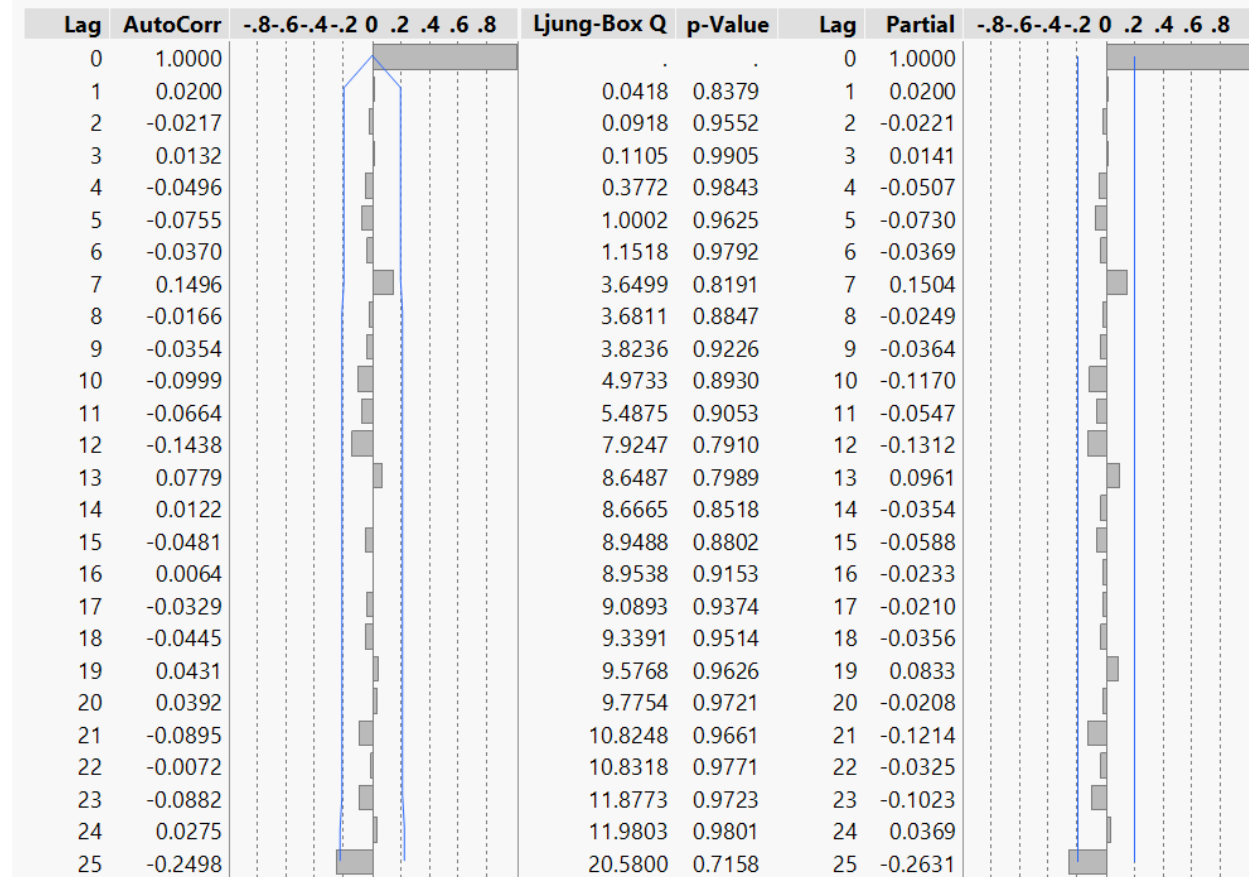 Lag AutoCorr -.8-.6-.4-.2 0 .2 .4 .6 .8 Ljung-Box Q p-Value Lag Partial -.8-.6-.4-.2 0 .2 .4 .6 .8
0 1.0000 . . 0 1.0000
1 0.0200 0.0418 0.8379 1 0.0200
2 -0.0217 0.0918 0.9552 2 -0.0221
3 0.0132 0.1105 0.9905 3 0.0141
4 -0.0496 0.3772 0.9843 4 -0.0507
5 -0.0755 1.0002 0.9625 5 -0.0730
6 -0.0370 1.1518 0.9792 6 -0.0369
7 0.1496 3.6499 0.8191 7 0.1504
8 -0.0166 3.6811 0.8847 8 -0.0249
9 -0.0354 3.8236 0.9226 9 -0.0364
10 -0.0999 4.9733 0.8930 10 -0.1170
11 -0.0664 5.4875 0.9053 11 -0.0547
12 -0.1438 7.9247 0.7910 12 -0.1312
13 0.0779 8.6487 0.7989 13 0.0961
14 0.0122 8.6665 0.8518 14 -0.0354
15 -0.0481 8.9488 0.8802 15 -0.0588
16 0.0064 8.9538 0.9153 16 -0.0233
17 -0.0329 9.0893 0.9374 17 -0.0210
18 -0.0445 9.3391 0.9514 18 -0.0356
19 0.0431 9.5768 0.9626 19 0.0833
20 0.0392 9.7754 0.9721 20 -0.0208
21 -0.0895 10.8248 0.9661 21 -0.1214
22 -0.0072 10.8318 0.9771 22 -0.0325
23 -0.0882 11.8773 0.9723 23 -0.1023
24 0.0275 11.9803 0.9801 24 0.0369
25 -0.2498 20.5800 0.7158 25 -0.2631